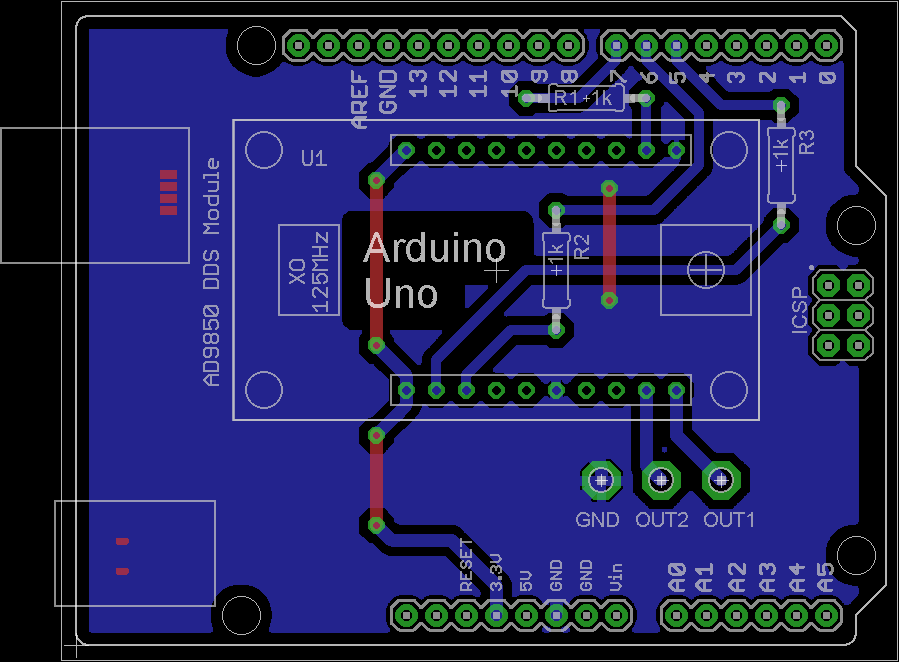 AREF GND 13 12 11 10 9 8 7 6 5 4 3 2 1 0
R1 1k
U1
1k R3
AD9850 DDS Module
XO
125MHz
Arduino
Uno
1k R2
ICSP
GND OUT2 OUT1
RESET 3.3V 5V GND GND Vin A0 A1 A2 A3 A4 A5